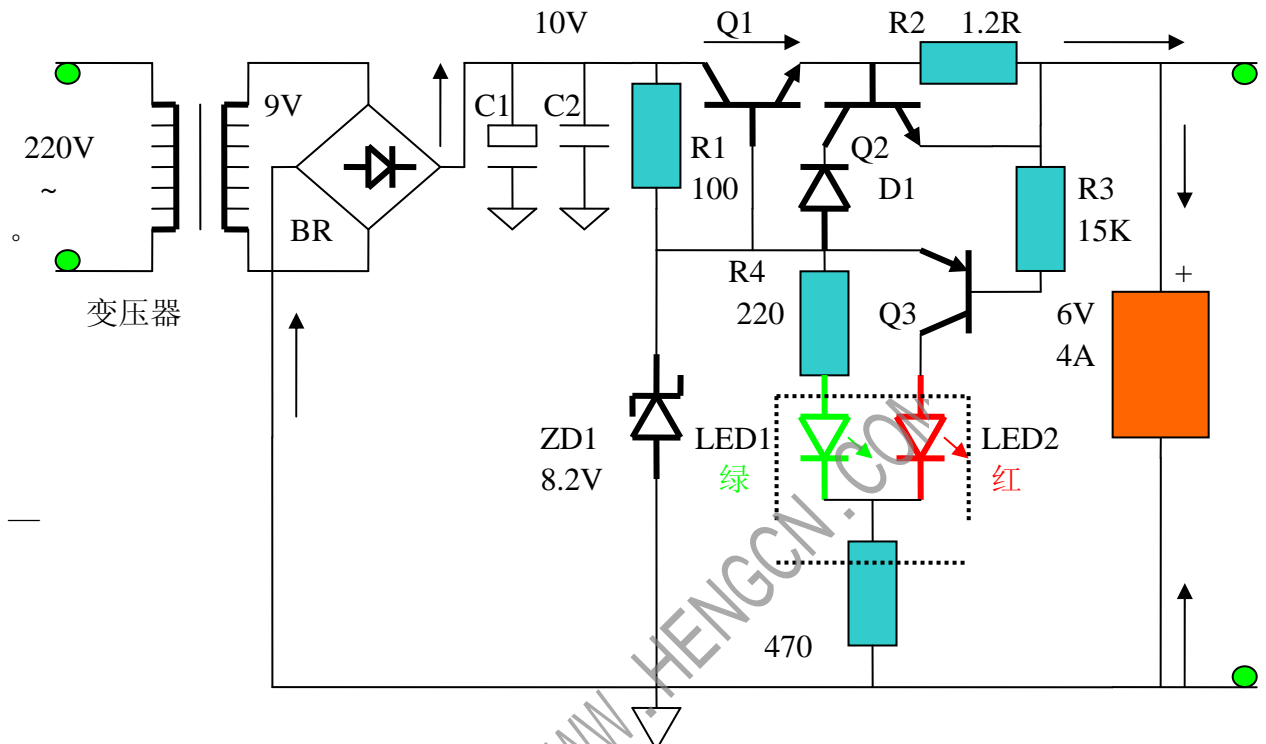 10V
Q1
R2
1.2R
9V
C1
C2
220V
~
。
BR
R1
100
Q2
D1
R3
15K
变压器
R4
220
Q3
6V
4A
+
ZD1
8.2V
LED1
绿
LED2
红
—
470
WWW.HENGCN.COM